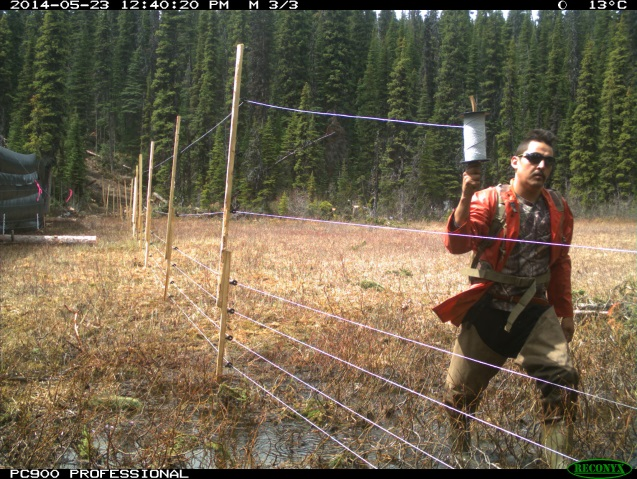 2014-05-23 12:40:20 PM M 3/3 13°C
PC900 PROFESSIONAL
RECONYX